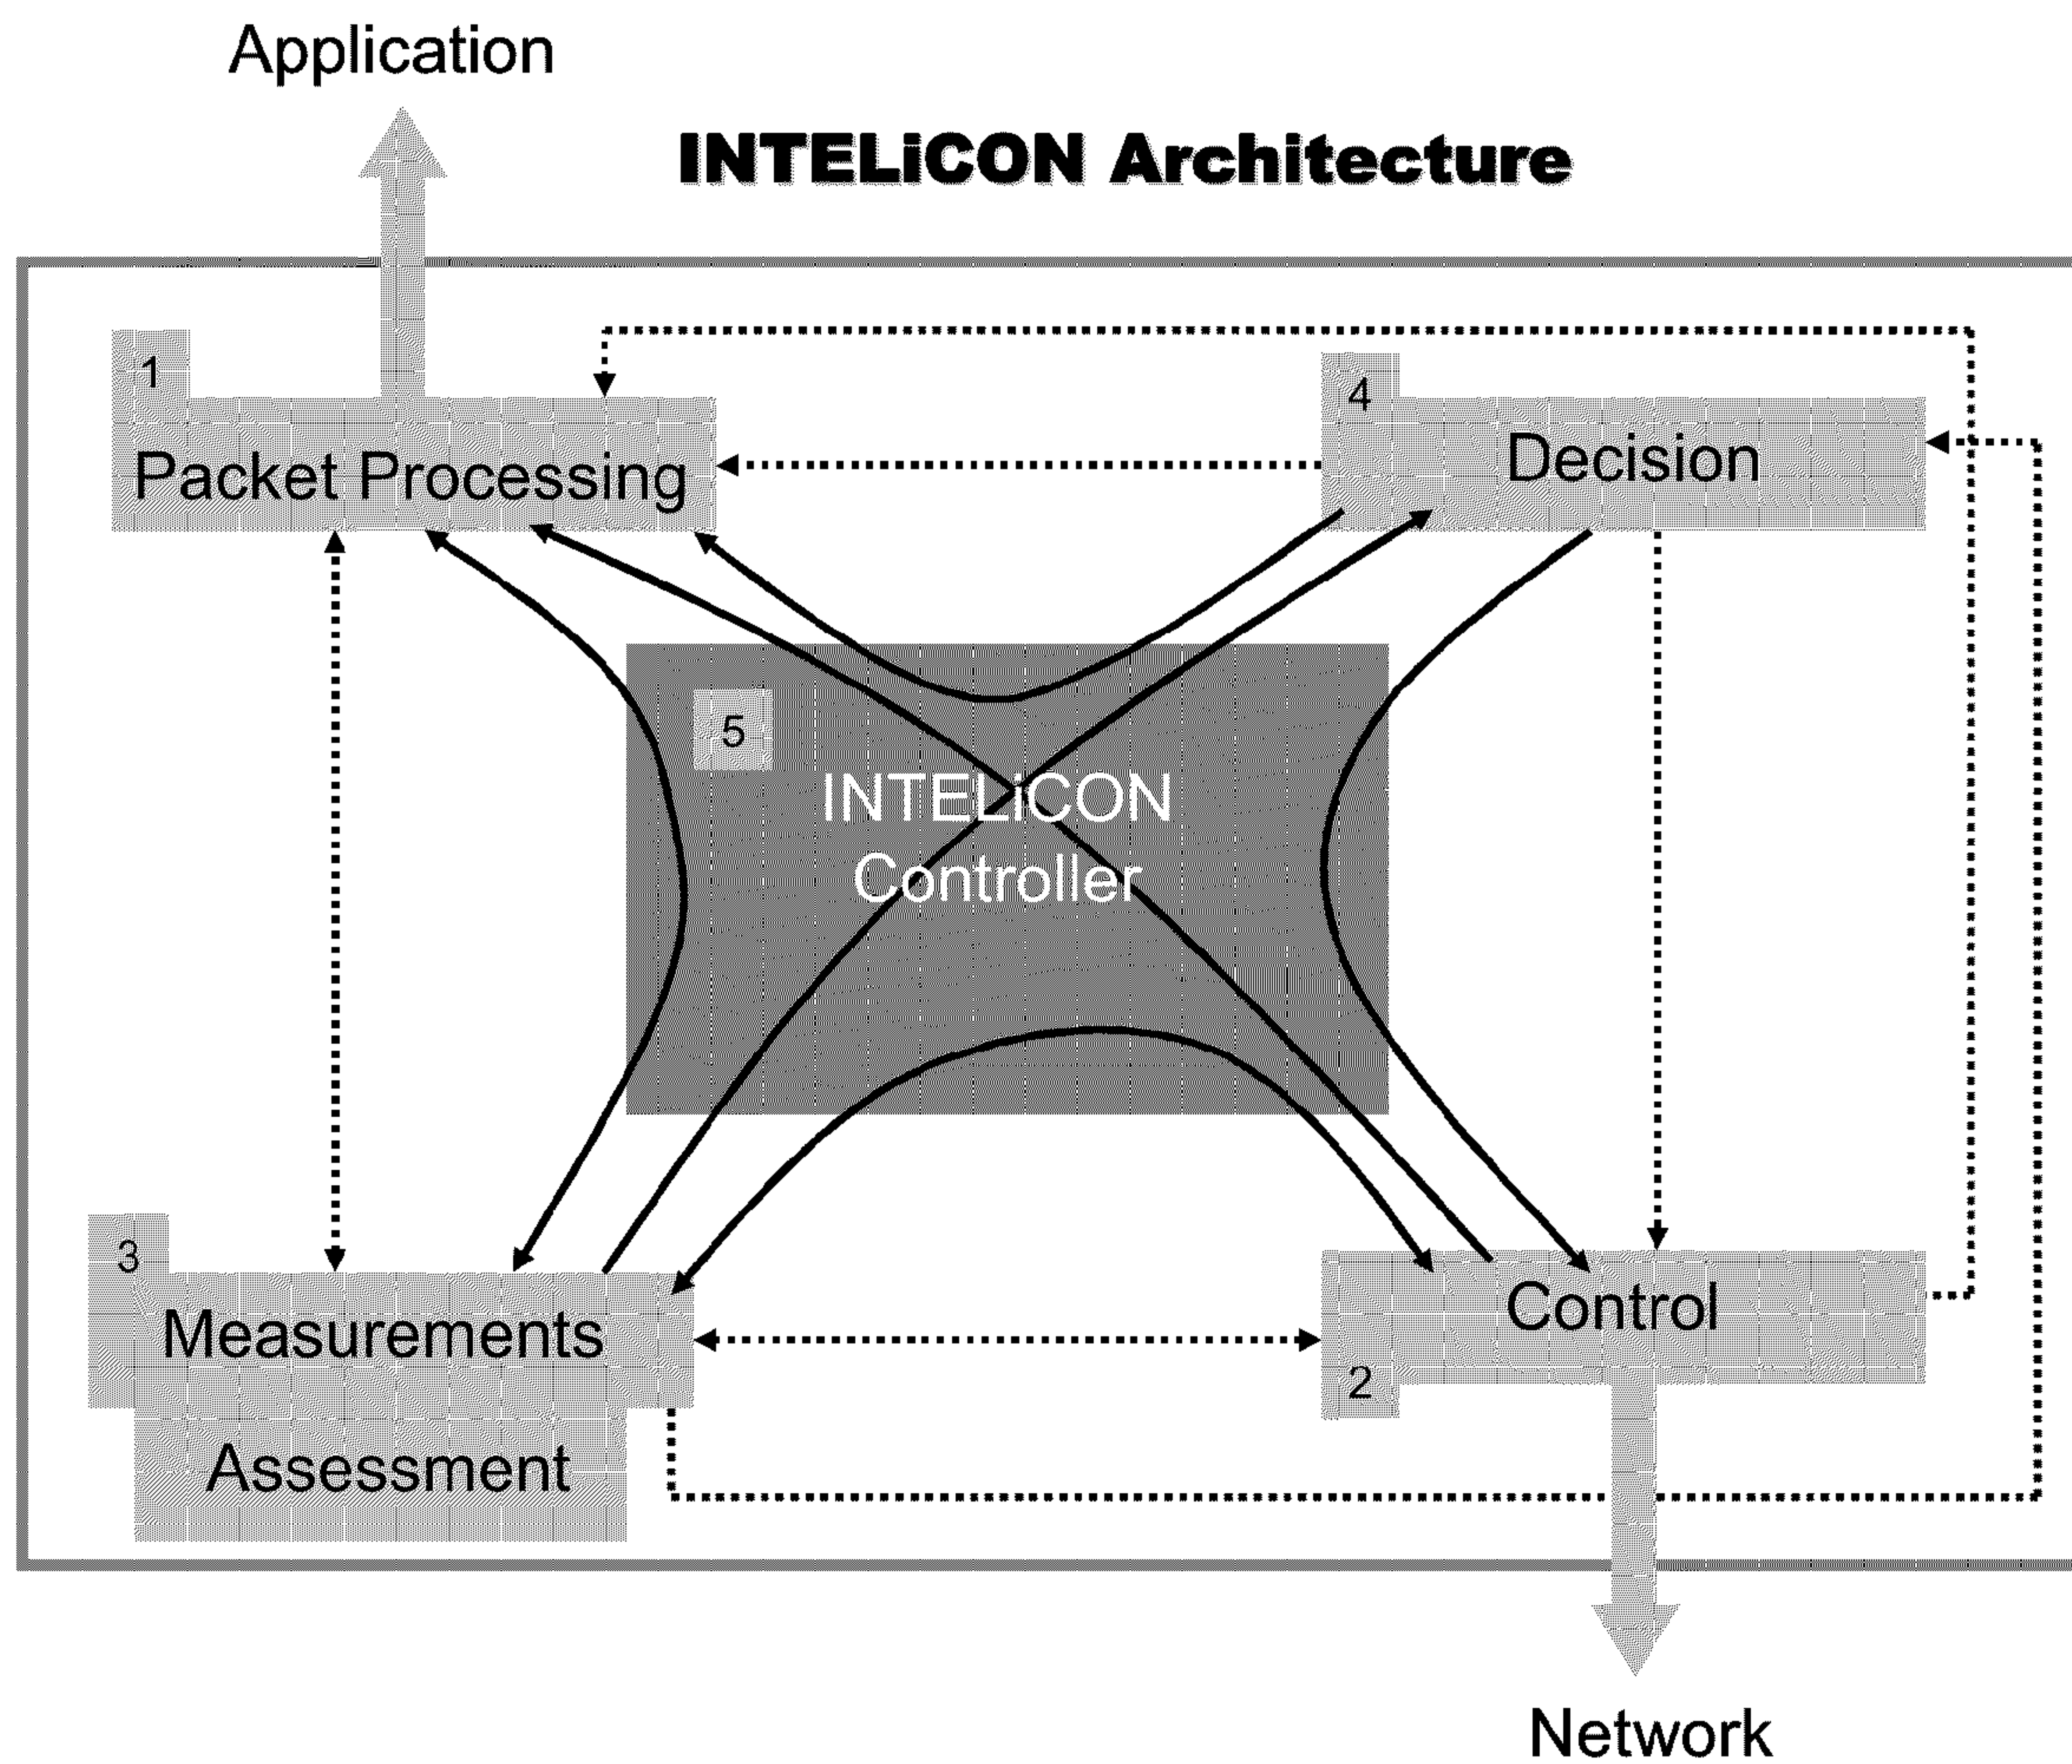 Application
INTELiCON Architecture
1
Packet Processing
4
Decision
5
INTELiCON
Controller
3
Measurements
Assessment
Control
2
Network